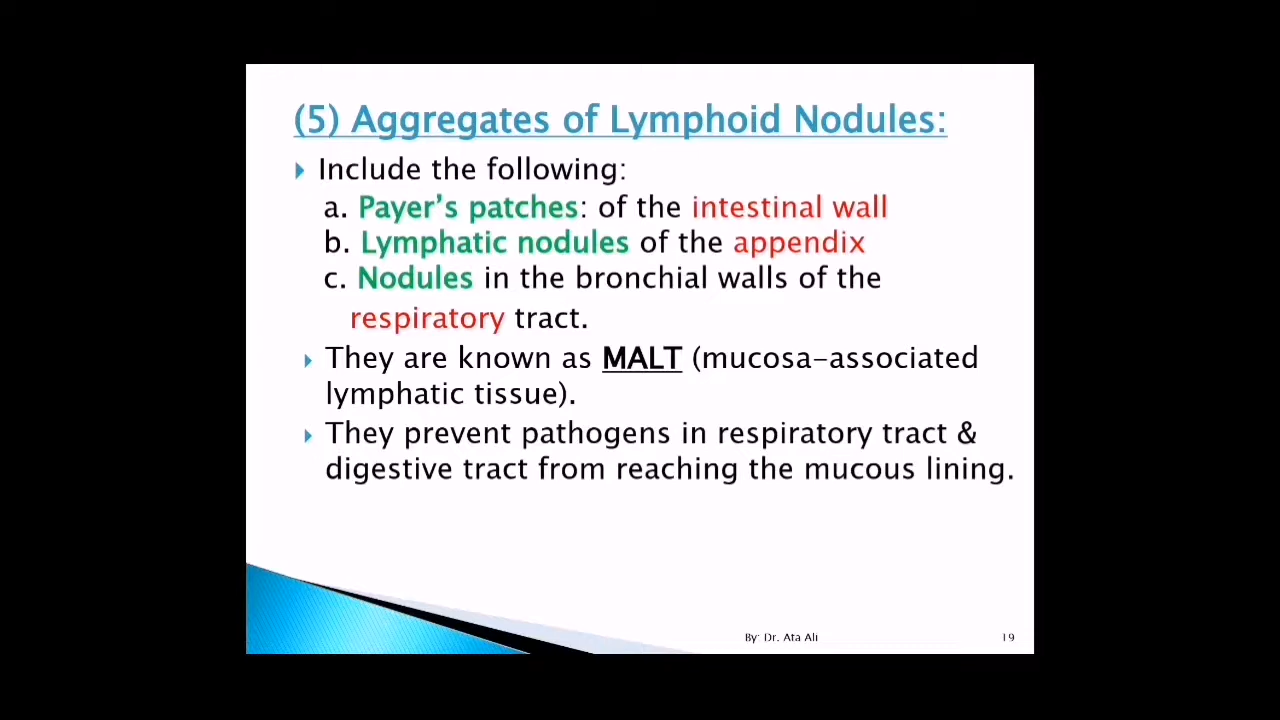 (5) Aggregates of Lymphoid Nodules:
Include the following:
a. Payer's patches: of the intestinal wall
b. Lymphatic nodules of the appendix
c. Nodules in the bronchial walls of the
respiratory tract.
They are known as MALT (mucosa-associated
lymphatic tissue).
They prevent pathogens in respiratory tract &
digestive tract from reaching the mucous lining.
By: Dr. Ata Ali
19